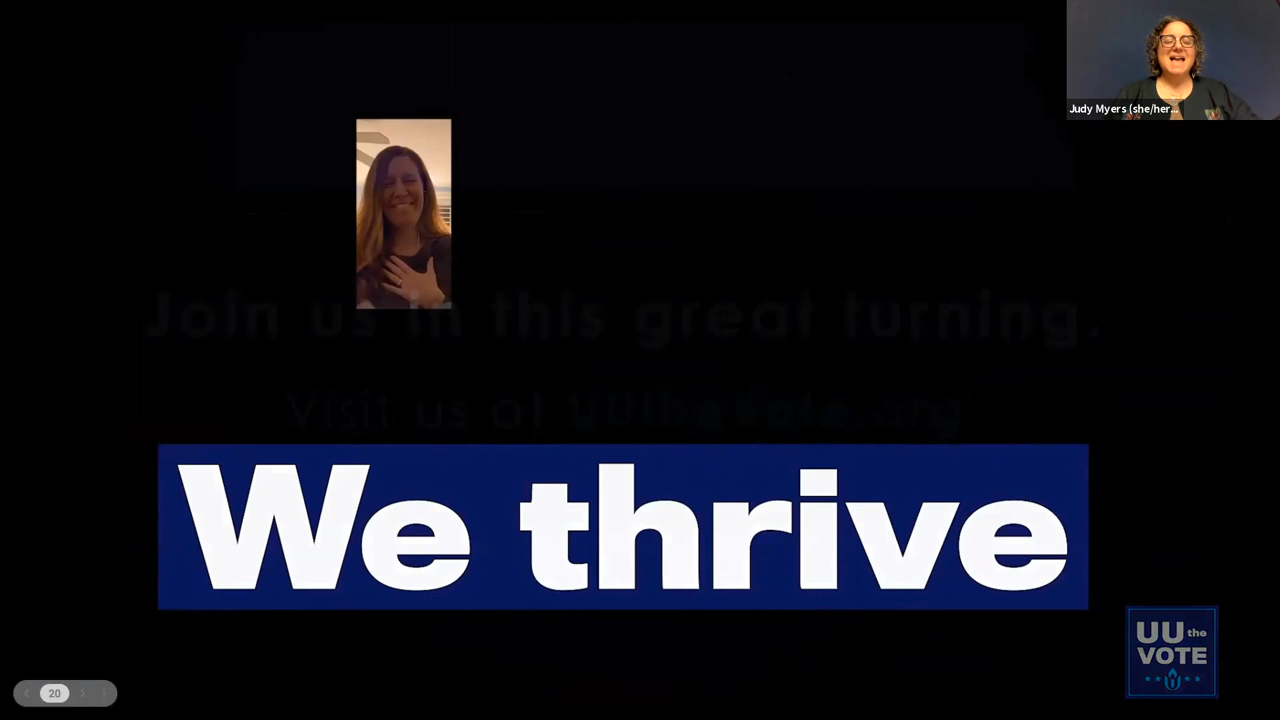 Judy Myers (she/her...
Join us in this great turning.
Visit us at UUtheVote.org
We thrive
UU the
VOTE
20